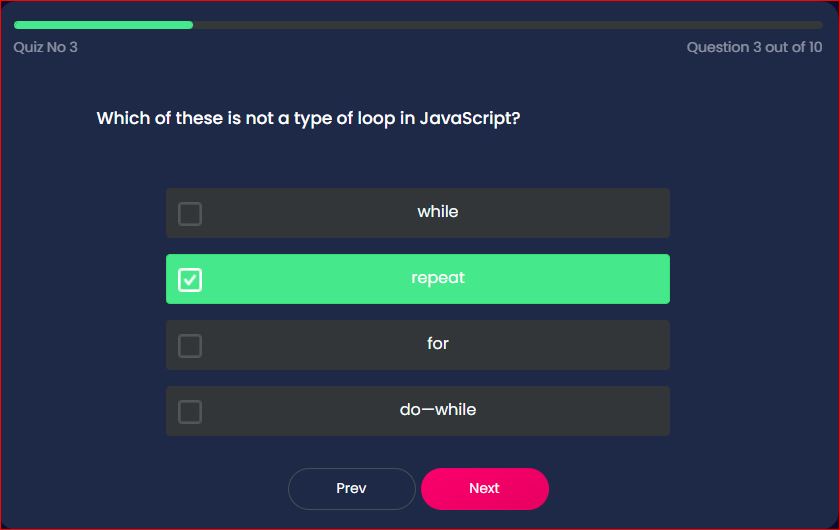 Quiz No 3
Question 3 out of 10
Which of these is not a type of loop in JavaScript?
while
repeat
for
do—while
Prev
Next